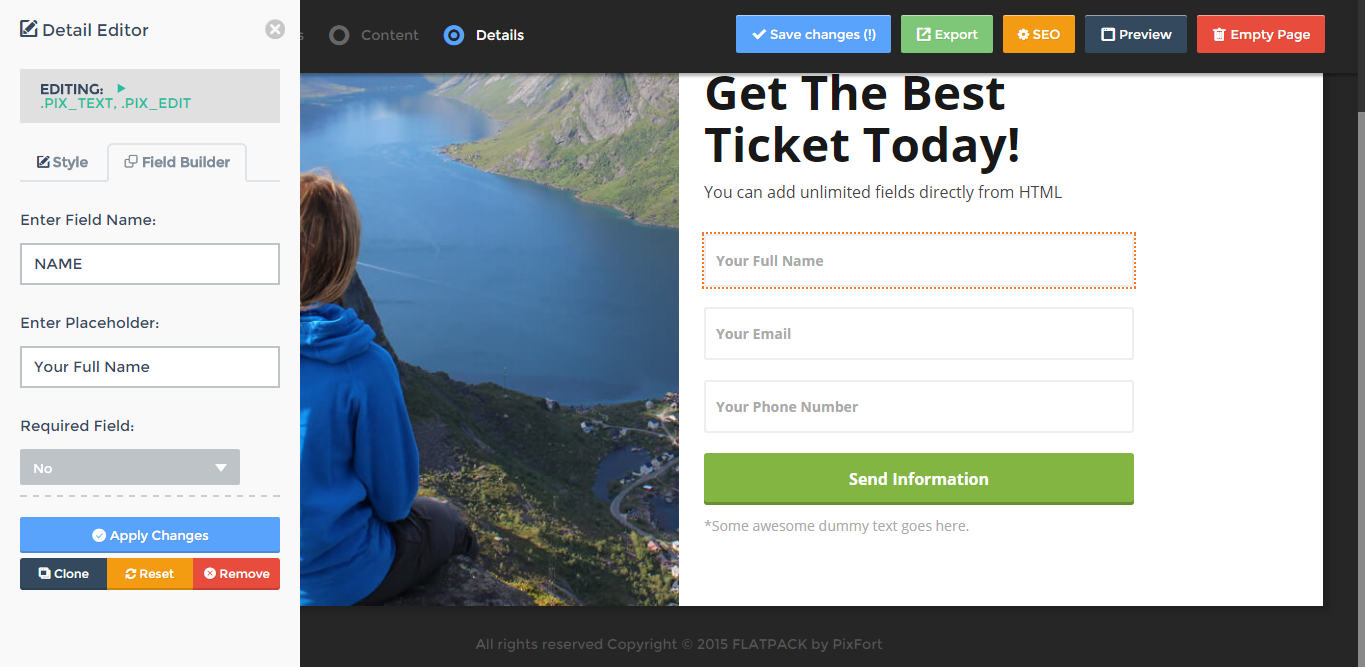 Detail Editor
EDITING:
.PIX_TEXT, .PIX_EDIT
Style
Field Builder
Enter Field Name:
NAME
Enter Placeholder:
Your Full Name
Required Field:
No
Apply Changes
Clone
Reset
Remove
s
Content
Details
Save changes (!)
Export
SEO
Preview
Empty Page
Get The Best
Ticket Today!
You can add unlimited fields directly from HTML
Your Full Name
Your Email
Your Phone Number
Send Information
*Some awesome dummy text goes here.
All rights reserved Copyright © 2015 FLATPACK by PixFort